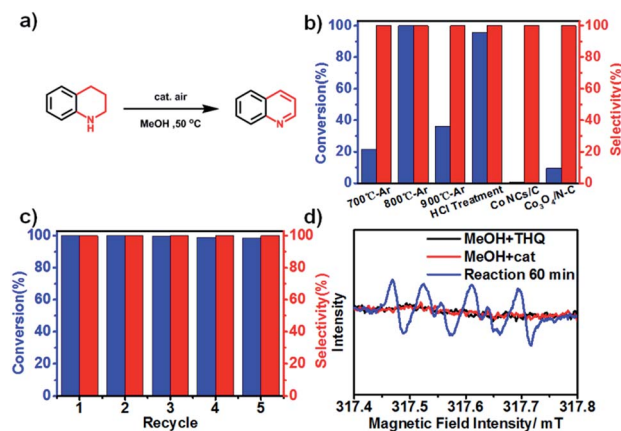 a)
cat. air
MeOH ,50 °C
N
H
N
b)
Conversion(%)
100
80
60
40
20
0
100
80
60
40
20
0
Selectivity(%)
700℃-Ar
800℃-Ar
900℃-Ar
HCl Treatment
Co NCs/C
Co3O4/N-C
c)
Conversion(%)
100
80
60
40
20
0
100
80
60
40
20
0
Selectivity(%)
1 2 3 4 5
Recycle
d)
MeOH+THQ
MeOH+cat
Reaction 60 min
Intensity
317.4 317.5 317.6 317.7 317.8
Magnetic Field Intensity/ mT